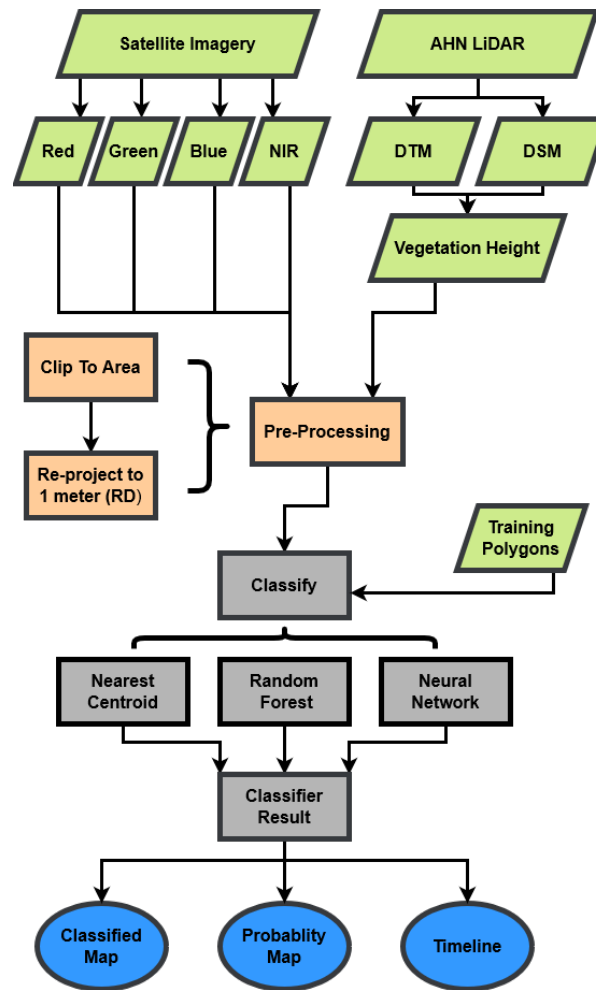 Satellite Imagery
AHN LiDAR
Red
Green
Blue
NIR
DTM
DSM
Vegetation Height
Clip To Area
Pre-Processing
Re-project to
1 meter (RD)
Training
Polygons
Classify
Nearest
Centroid
Random
Forest
Neural
Network
Classifier
Result
Classified
Map
Probablity
Map
Timeline